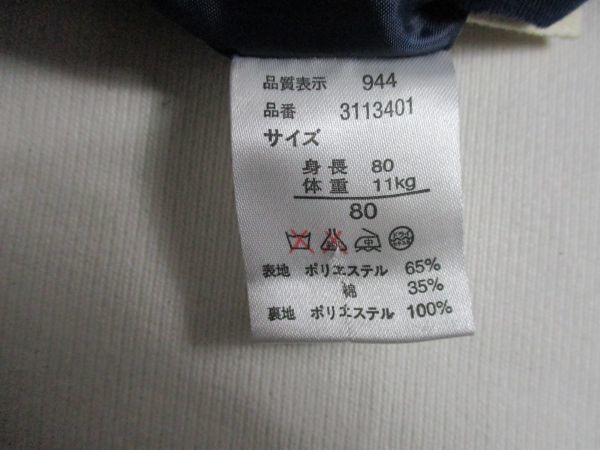 品質表示 944
品番 3113401
サイズ
身長 80
体重 11kg
80
中
表地 ポリエステル 65%
綿 35%
裏地 ポリエステル 100%